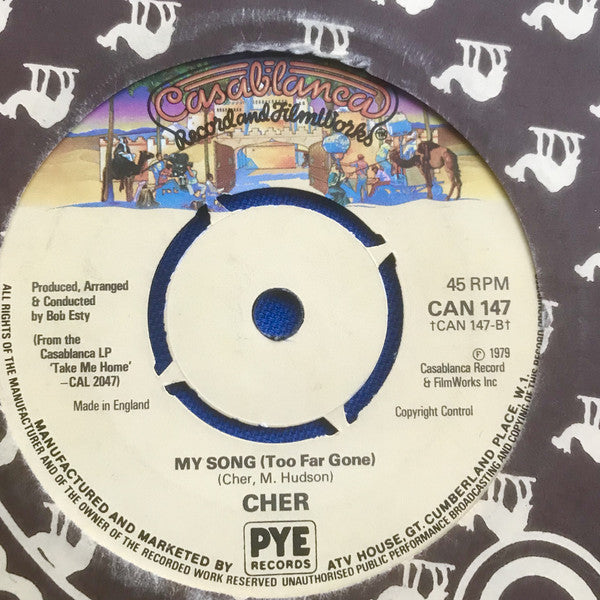 Casablanca
Record and FilmWorks
Produced, Arranged
& Conducted
by Bob Esty
(From the
Casablanca LP
'Take Me Home'
–CAL 2047)
Made in England
45 RPM
CAN 147
†CAN 147-B†
Ⓟ 1979
Casablanca Record
& FilmWorks Inc
Copyright Control
MY SONG (Too Far Gone)
(Cher, M. Hudson)
CHER
PYE
RECORDS
MANUFACTURED AND MARKETED BY
ATV HOUSE, GT. CUMBERLAND PLACE, W.1.
ALL RIGHTS OF THE MANUFACTURER AND OF THE OWNER OF THE RECORDED WORK RESERVED UNAUTHORISED PUBLIC PERFORMANCE BROADCASTING AND COPYING OF THIS RECORD